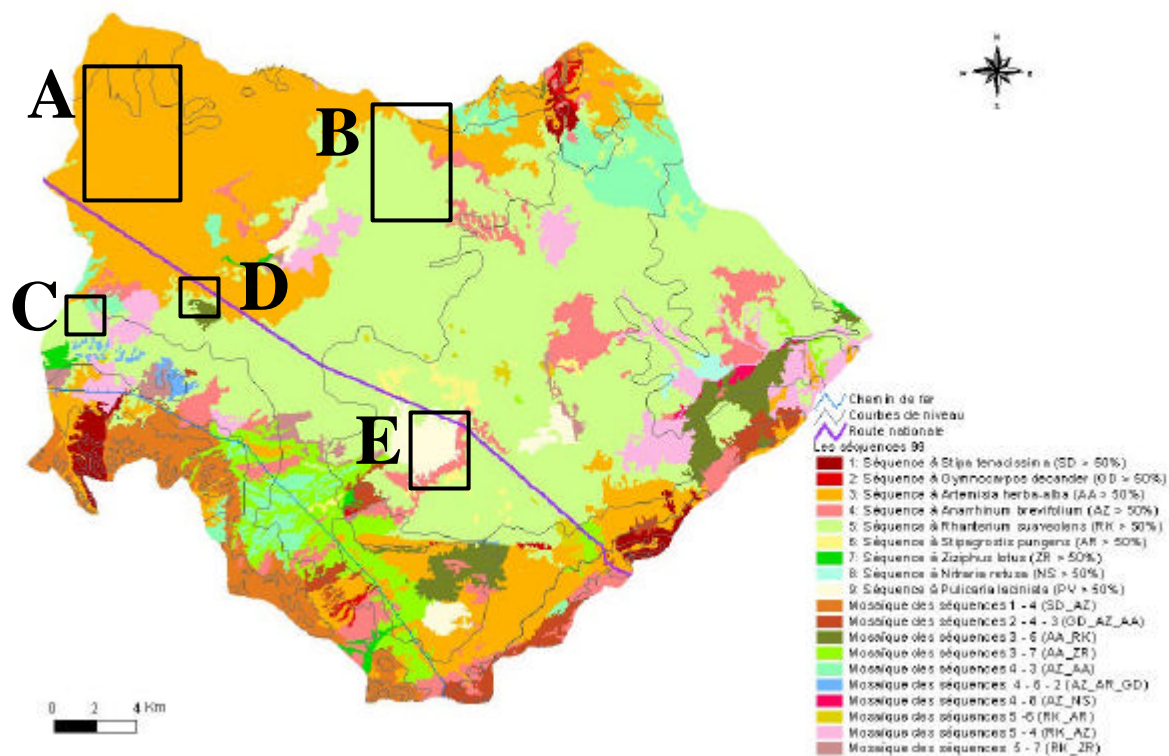 A
B
C
D
E
N
W
E
S
0 2 4 Km
Chemin de fer
Courbes de niveau
Route nationale
Les séquences 99
1: Séquence à Stipa tenacissima (SD > 50%)
2: Séquence à Gymnocarpos decander (GD > 50%)
3: Séquence à Artemisia herba-alba (AA > 50%)
4: Séquence à Anarrhinum brevifolium (AZ > 50%)
5: Séquence à Rhanterium suaveolens (RK > 50%)
6: Séquence à Stipagrostis pungens (AR > 50%)
7: Séquence à Ziziphus lotus (ZR > 50%)
8: Séquence à Nitraria retusa (NS > 50%)
9: Séquence à Pulicaria laciniata (PV > 50%)
Mosaïque des séquences 1 - 4 (SD_AZ)
Mosaïque des séquences 2 - 4 - 3 (GD_AZ_AA)
Mosaïque des séquences 3 - 5 (AA_RK)
Mosaïque des séquences 3 - 7 (AA_ZR)
Mosaïque des séquences 4 - 3 (AZ_AA)
Mosaïque des séquences 4 - 6 - 2 (AZ_AR_GD)
Mosaïque des séquences 4 - 8 (AZ_NS)
Mosaïque des séquences 5 -6 (RK_AR)
Mosaïque des séquences 5 - 4 (RK_AZ)
Mosaïque des séquences 5 - 7 (RK_ZR)